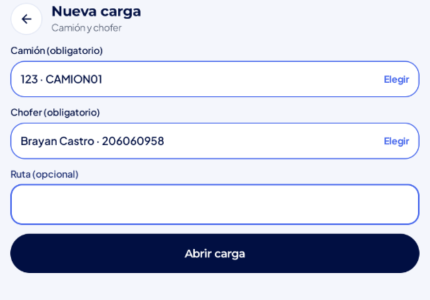 Nueva carga
Camión y chofer
Camión (obligatorio)
123 · CAMION01 Elegir
Chofer (obligatorio)
Brayan Castro · 206060958 Elegir
Ruta (opcional)
Abrir carga